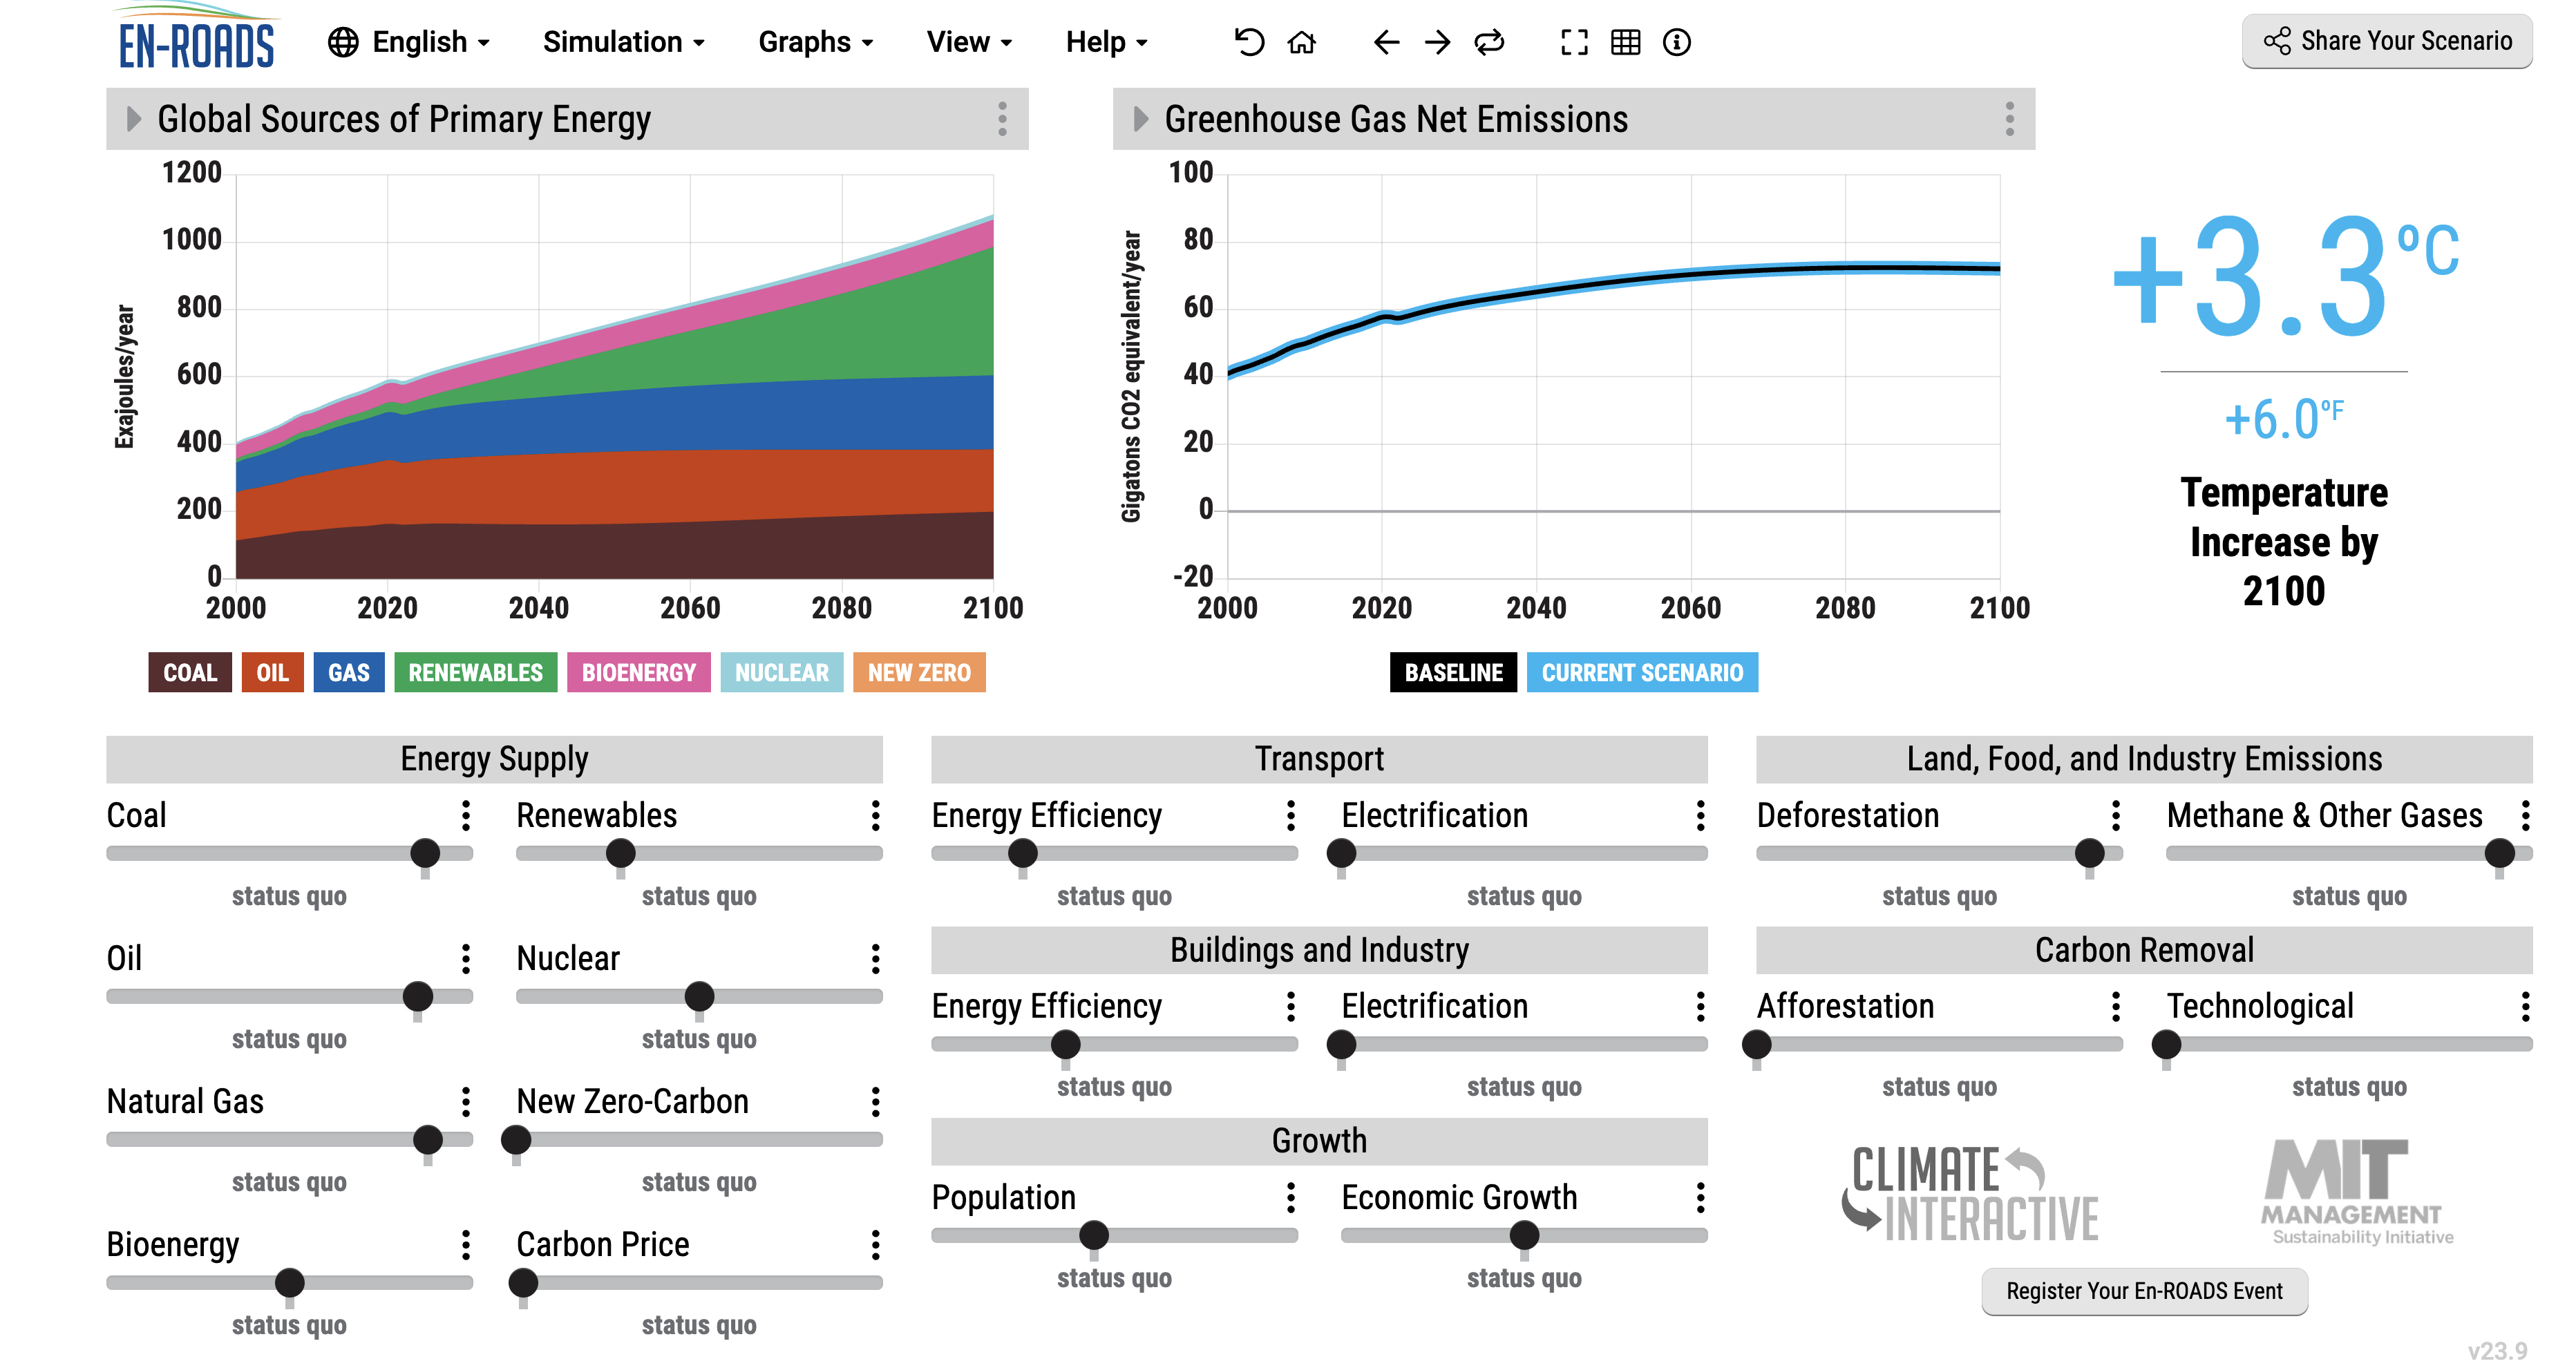 EN-ROADS
English
Simulation
Graphs
View
Help
Share Your Scenario
Global Sources of Primary Energy
Exajoules/year
1200
1000
800
600
400
200
0
2000 2020 2040 2060 2080 2100
COAL OIL GAS RENEWABLES BIOENERGY NUCLEAR NEW ZERO
Greenhouse Gas Net Emissions
Gigatons CO2 equivalent/year
100
80
60
40
20
0
-20
2000 2020 2040 2060 2080 2100
BASELINE CURRENT SCENARIO
+3.3ºC
+6.0ºF
Temperature
Increase by
2100
Energy Supply
Coal
status quo
Renewables
status quo
Oil
status quo
Nuclear
status quo
Natural Gas
status quo
New Zero-Carbon
status quo
Bioenergy
status quo
Carbon Price
status quo
Transport
Energy Efficiency
status quo
Electrification
status quo
Buildings and Industry
Energy Efficiency
status quo
Electrification
status quo
Growth
Population
status quo
Economic Growth
status quo
Land, Food, and Industry Emissions
Deforestation
status quo
Methane & Other Gases
status quo
Carbon Removal
Afforestation
status quo
Technological
status quo
CLIMATE
INTERACTIVE
MIT
MANAGEMENT
Sustainability Initiative
Register Your En-ROADS Event
v23.9